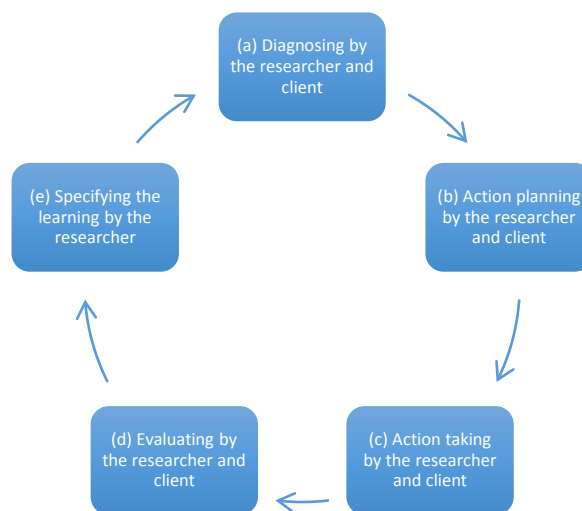 (a) Diagnosing by
the researcher and
client
(b) Action planning
by the researcher
and client
(c) Action taking
by the researcher
and client
(d) Evaluating by
the researcher and
client
(e) Specifying the
learning by the
researcher